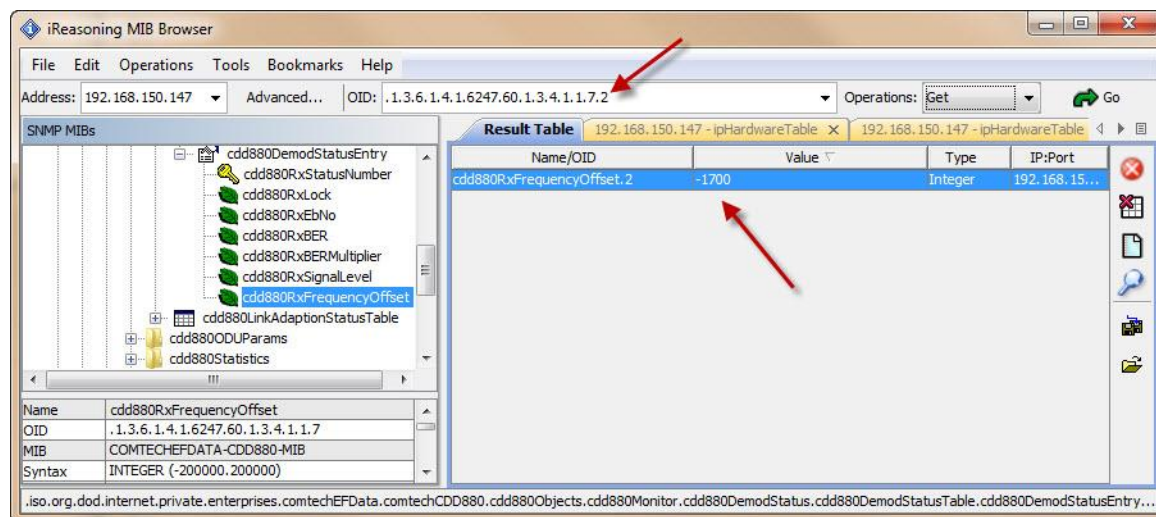 iReasoning MIB Browser
File Edit Operations Tools Bookmarks Help
Address: 192.168.150.147 Advanced... OID: .1.3.6.1.4.1.6247.60.1.3.4.1.1.7.2 Operations: Get Go
SNMP MIBs
Result Table 192.168.150.147 - ipHardwareTable 192.168.150.147 - ipHardwareTable
Name/OID Value Type IP:Port
cdd880RxFrequencyOffset.2 -1700 Integer 192.168.15...
cdd880DemodStatusEntry
cdd880RxStatusNumber
cdd880RxLock
cdd880RxEbNo
cdd880RxBER
cdd880RxBERMultiplier
cdd880RxSignalLevel
cdd880RxFrequencyOffset
cdd880LinkAdaptionStatusTable
cdd880ODUParams
cdd880Statistics
Name cdd880RxFrequencyOffset
OID .1.3.6.1.4.1.6247.60.1.3.4.1.1.7
MIB COMTECHEFDATA-CDD880-MIB
Syntax INTEGER (-200000.200000)
.iso.org.dod.internet.private.enterprises.comtechEFData.comtechCDD880.cdd880Objects.cdd880Monitor.cdd880DemodStatus.cdd880DemodStatusTable.cdd880DemodStatusEntry...